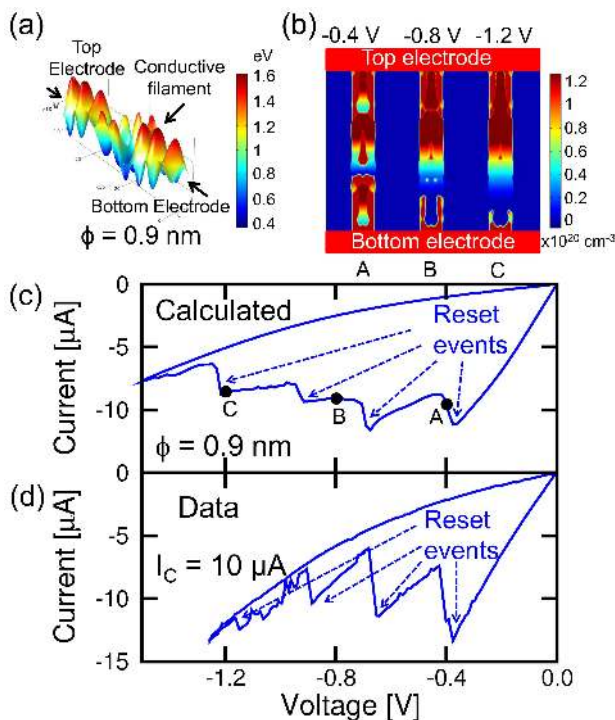 (a)
eV
Top
Electrode
Conductive
filament
Bottom Electrode
ϕ = 0.9 nm
1.6
1.4
1.2
1
0.8
0.6
0.4
(b)
-0.4 V -0.8 V -1.2 V
Top electrode
Bottom electrode
A B C
1.2
1
0.8
0.6
0.4
0.2
0
x10²⁰ cm⁻³
(c)
Calculated
Reset
events
C B A
ϕ = 0.9 nm
0
-5
-10
Current [µA]
(d)
Data
I_C = 10 µA
Reset
events
0
-5
-10
-15
Current [µA]
-1.2 -0.8 -0.4 0.0
Voltage [V]